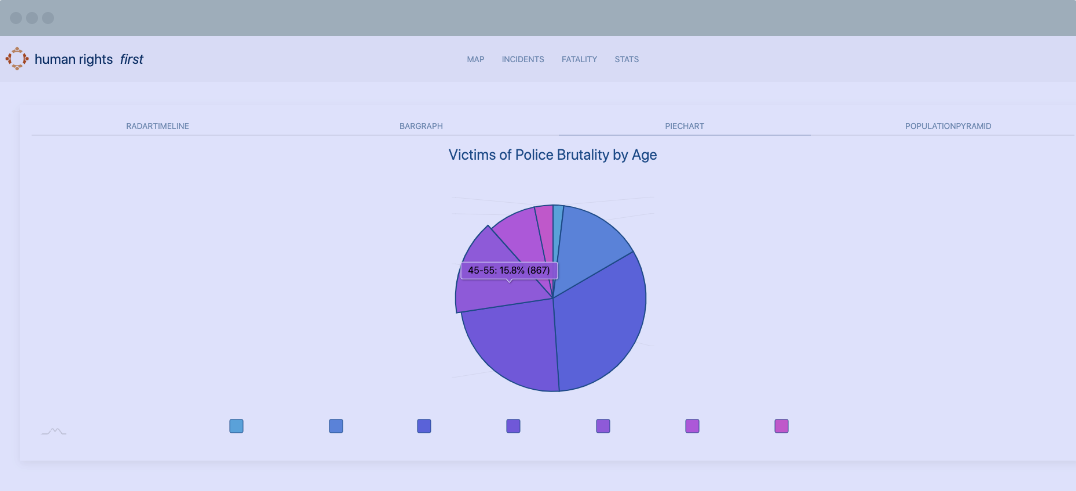 human rights first
MAP INCIDENTS FATALITY STATS
RADARTIMELINE BARGRAPH PIECHART POPULATIONPYRAMID
Victims of Police Brutality by Age
45-55: 15.8% (867)